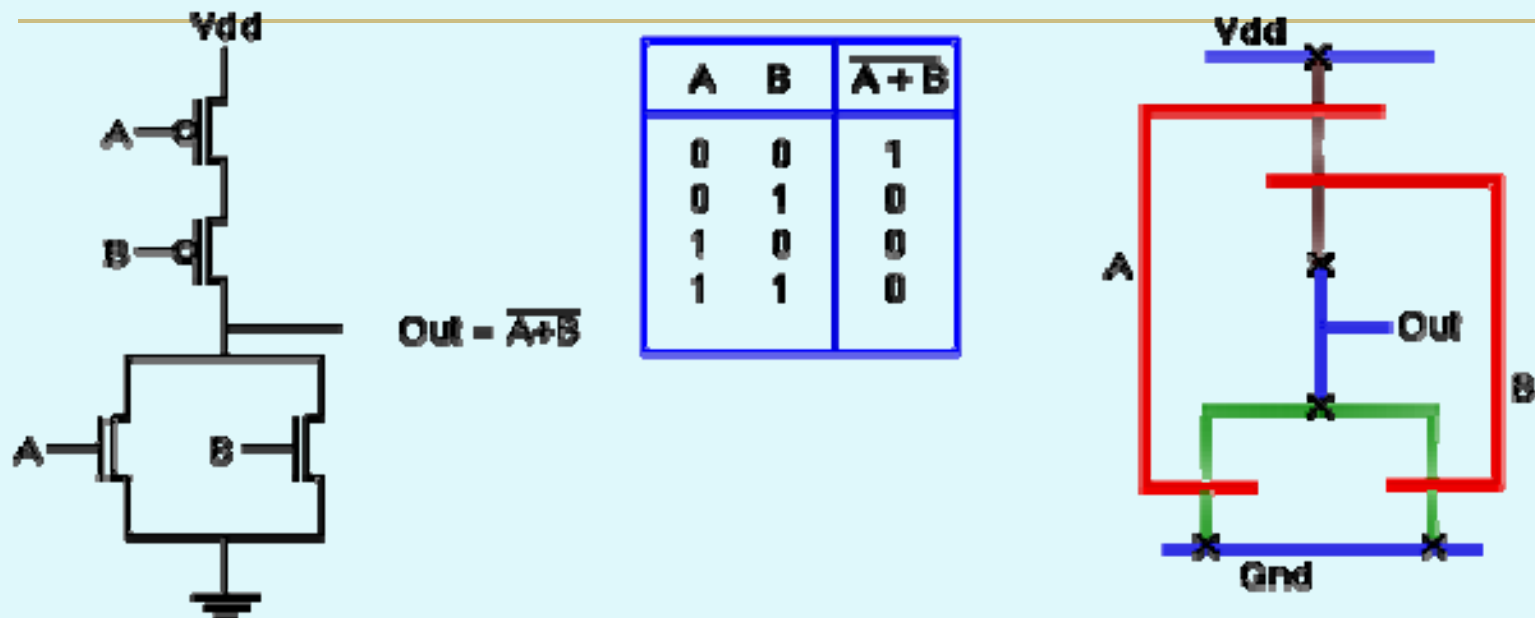 Vdd
A
B
Out = A+B
A
B
A B A + B
0 0 1
0 1 0
1 0 0
1 1 0
Vdd
A
Out
B
Gnd